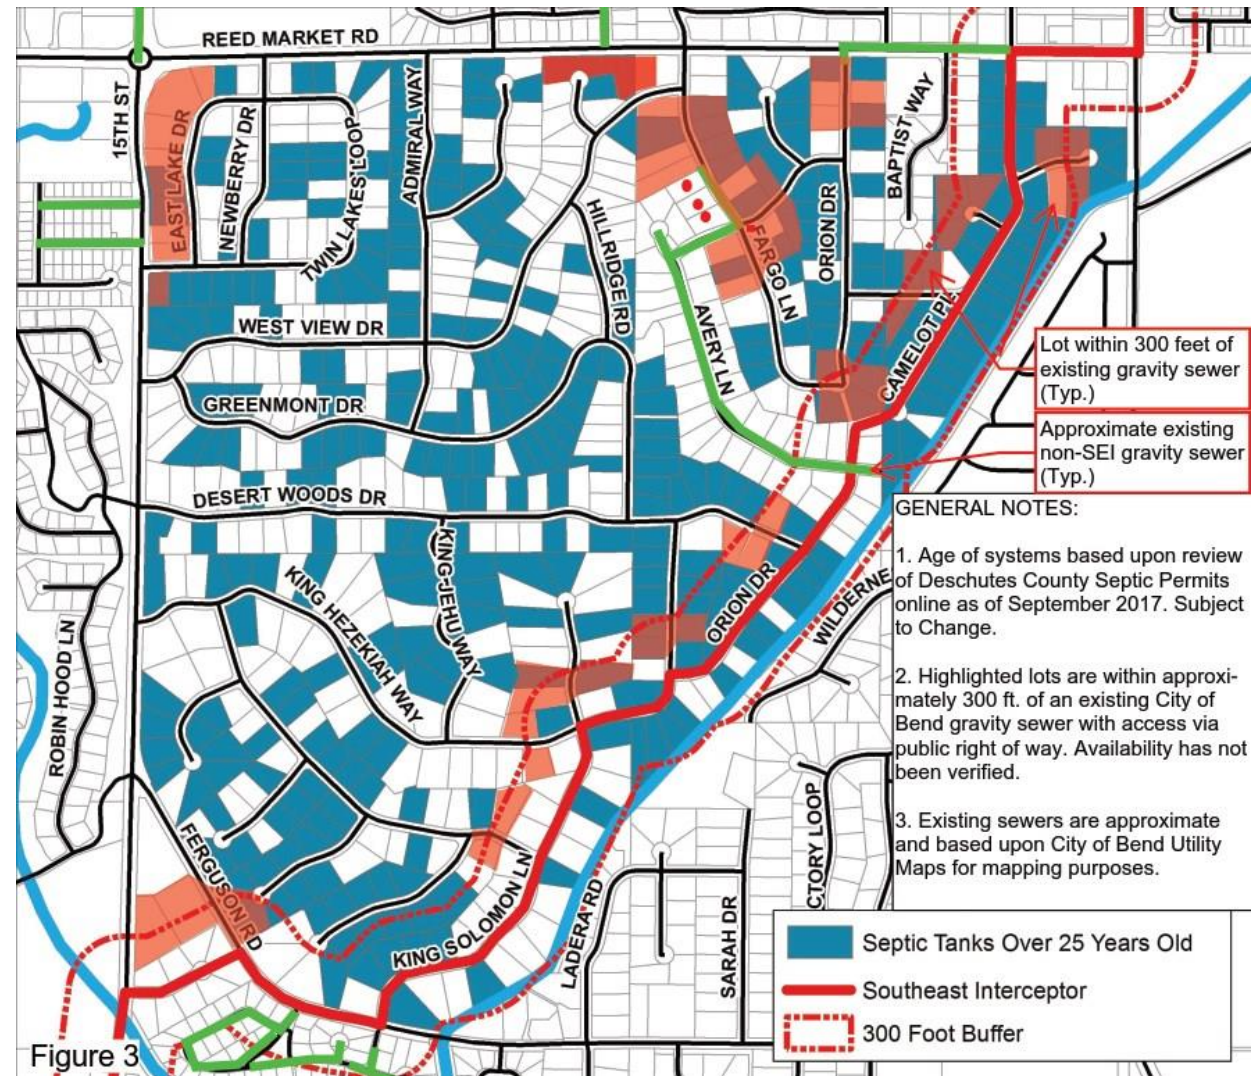 REED MARKET RD
15TH ST
EAST LAKE DR
NEWBERRY DR
TWIN LAKES LOOP
ADMIRAL WAY
HILLRIDGE RD
FARGO LN
ORION DR
BAPTIST WAY
AVERY LN
CAMELOT PL
WEST VIEW DR
GREENMONT DR
DESERT WOODS DR
KING-JEHU WAY
KING HEZEKIAH WAY
ORION DR
WILDERNE
ROBIN HOOD LN
FERGUSON RD
KING SOLOMON LN
LADERA RD
SARAH DR
CTORY LOOP
Lot within 300 feet of
existing gravity sewer
(Typ.)
Approximate existing
non-SEI gravity sewer
(Typ.)
GENERAL NOTES:
1. Age of systems based upon review
of Deschutes County Septic Permits
online as of September 2017. Subject
to Change.
2. Highlighted lots are within approxi-
mately 300 ft. of an existing City of
Bend gravity sewer with access via
public right of way. Availability has not
been verified.
3. Existing sewers are approximate
and based upon City of Bend Utility
Maps for mapping purposes.
Septic Tanks Over 25 Years Old
Southeast Interceptor
300 Foot Buffer
Figure 3